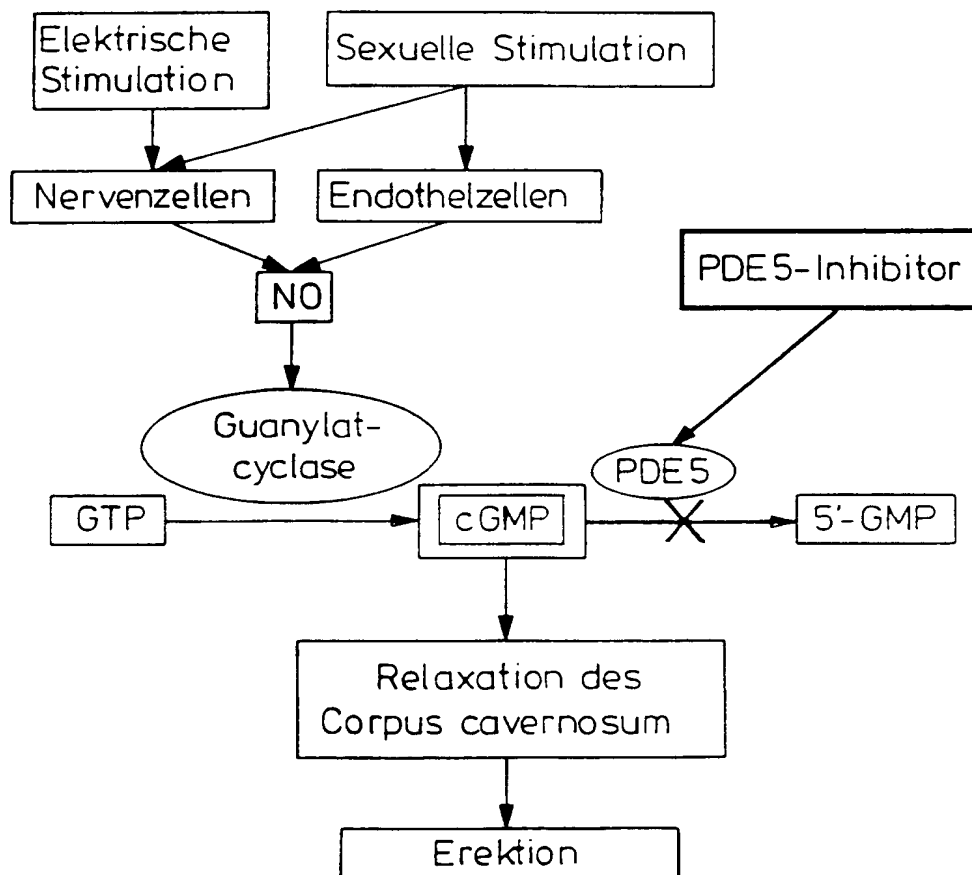 Elektrische
Stimulation
Sexuelle Stimulation
Nervenzellen
Endothelzellen
NO
PDE5-Inhibitor
Guanylat-
cyclase
PDE5
GTP
cGMP
5'-GMP
Relaxation des
Corpus cavernosum
Erektion